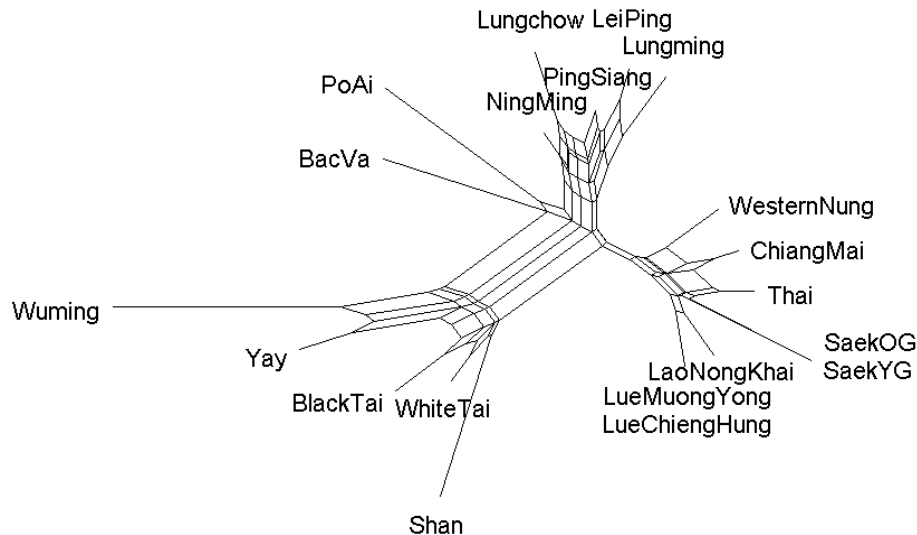 Lungchow
LeiPing
Lungming
PingSiang
PoAi
NingMing
BacVa
WesternNung
ChiangMai
Thai
Wuming
SaekOG
Yay
LaoNongKhai
SaekYG
BlackTai
WhiteTai
LueMuongYong
LueChiengHung
Shan